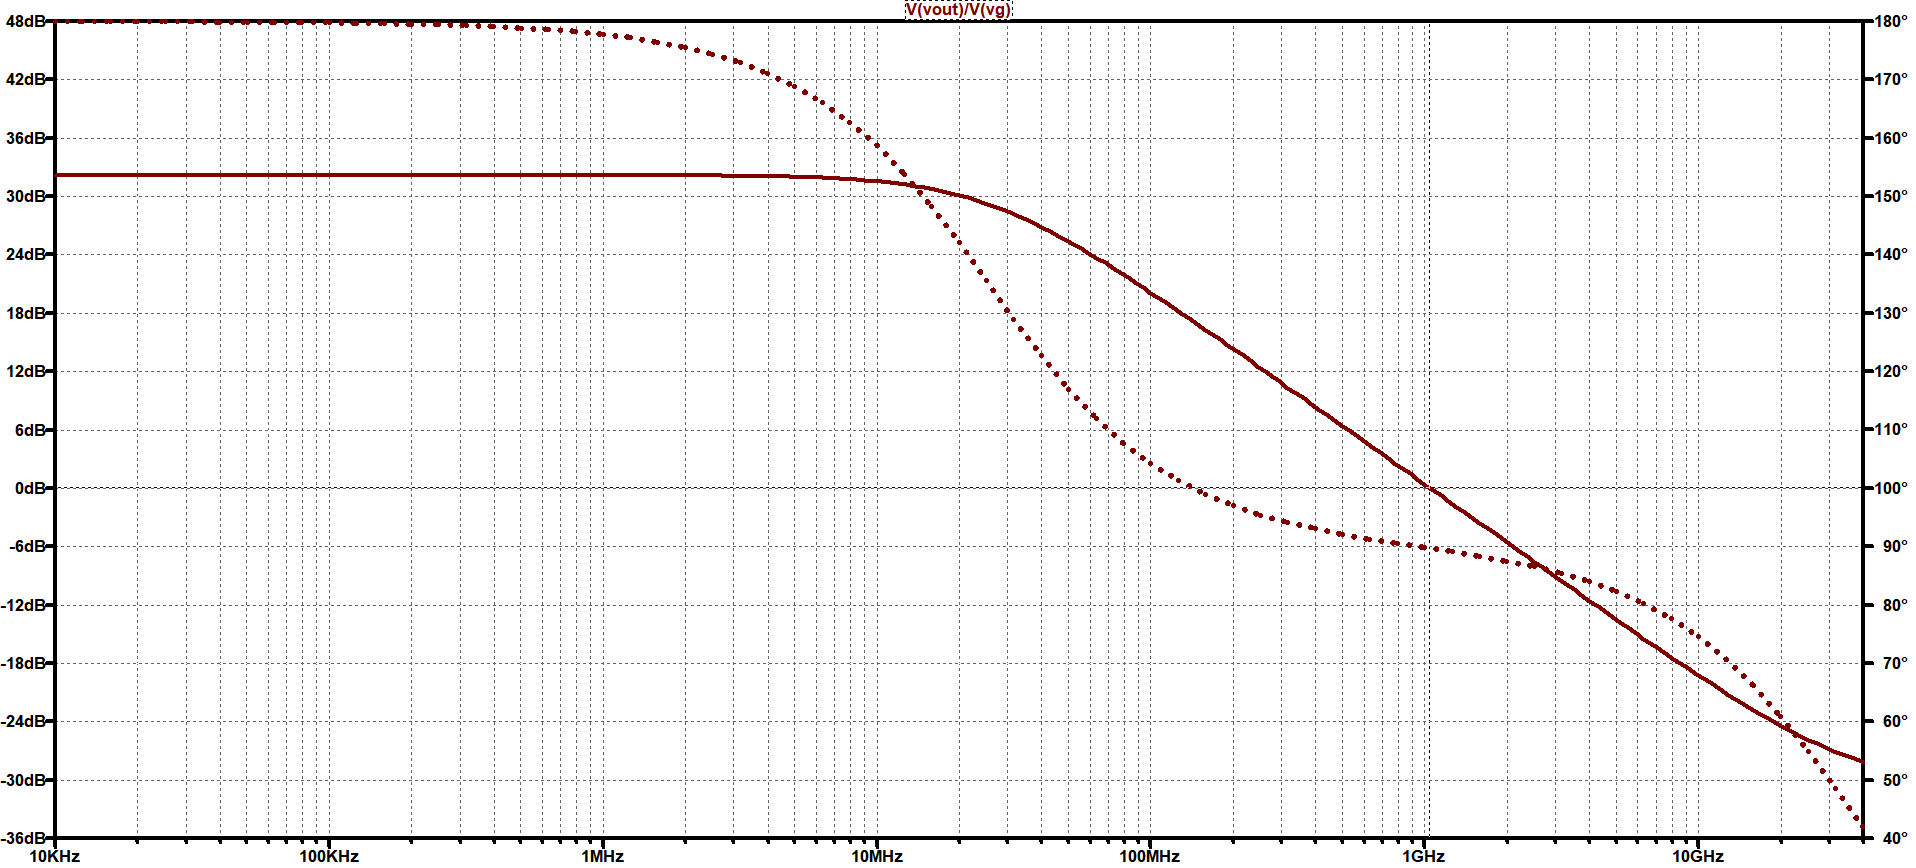 V(vout)/V(vg)
48dB
42dB
36dB
30dB
24dB
18dB
12dB
6dB
0dB
-6dB
-12dB
-18dB
-24dB
-30dB
-36dB
180°
170°
160°
150°
140°
130°
120°
110°
100°
90°
80°
70°
60°
50°
40°
10KHz 100KHz 1MHz 10MHz 100MHz 1GHz 10GHz